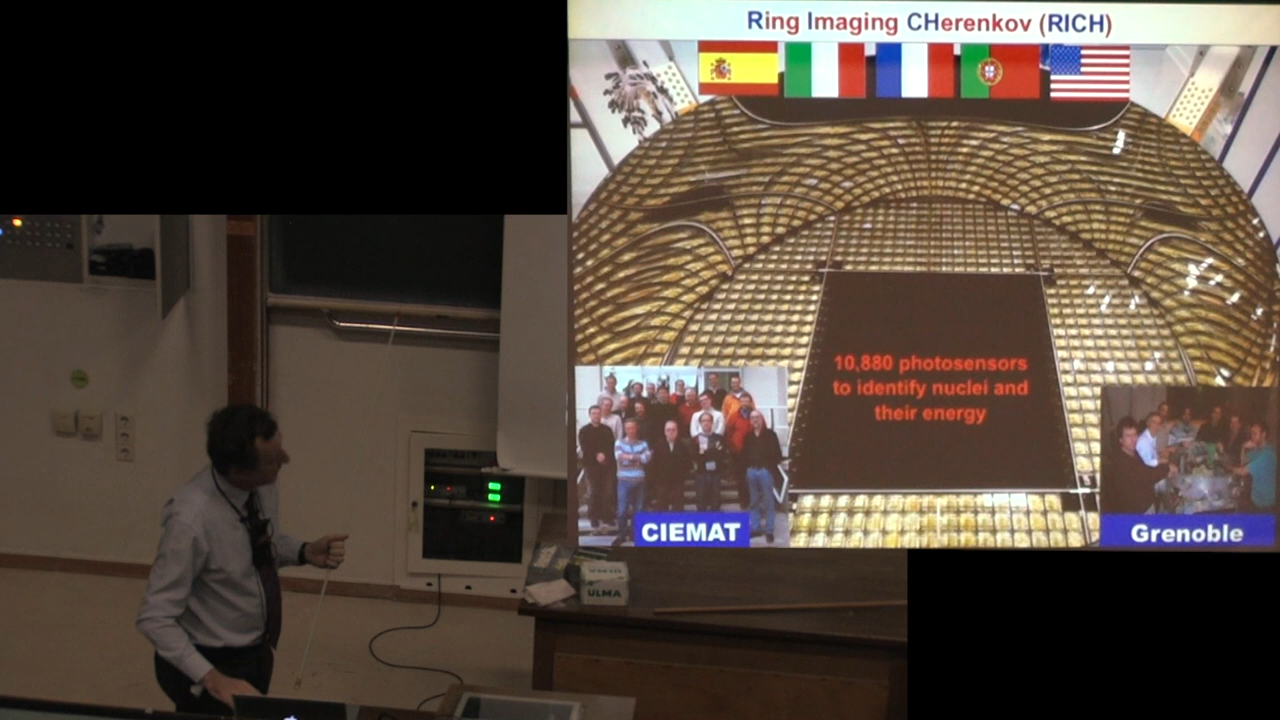 Ring Imaging CHerenkov (RICH)
10,880 photosensors
to identify nuclei and
their energy
CIEMAT
Grenoble
ULMA